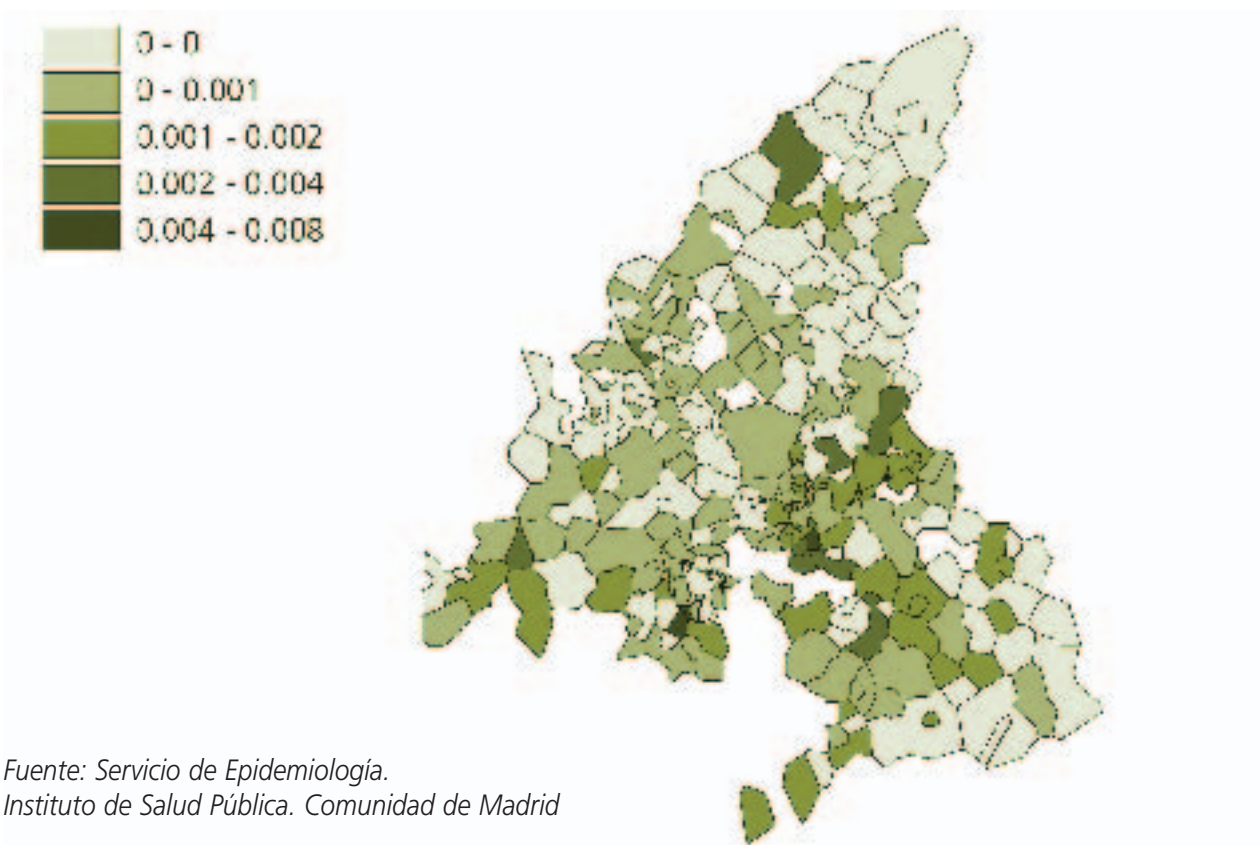 0 - 0
0 - 0.001
0.001 - 0.002
0.002 - 0.004
0.004 - 0.008
Fuente: Servicio de Epidemiología.
Instituto de Salud Pública. Comunidad de Madrid